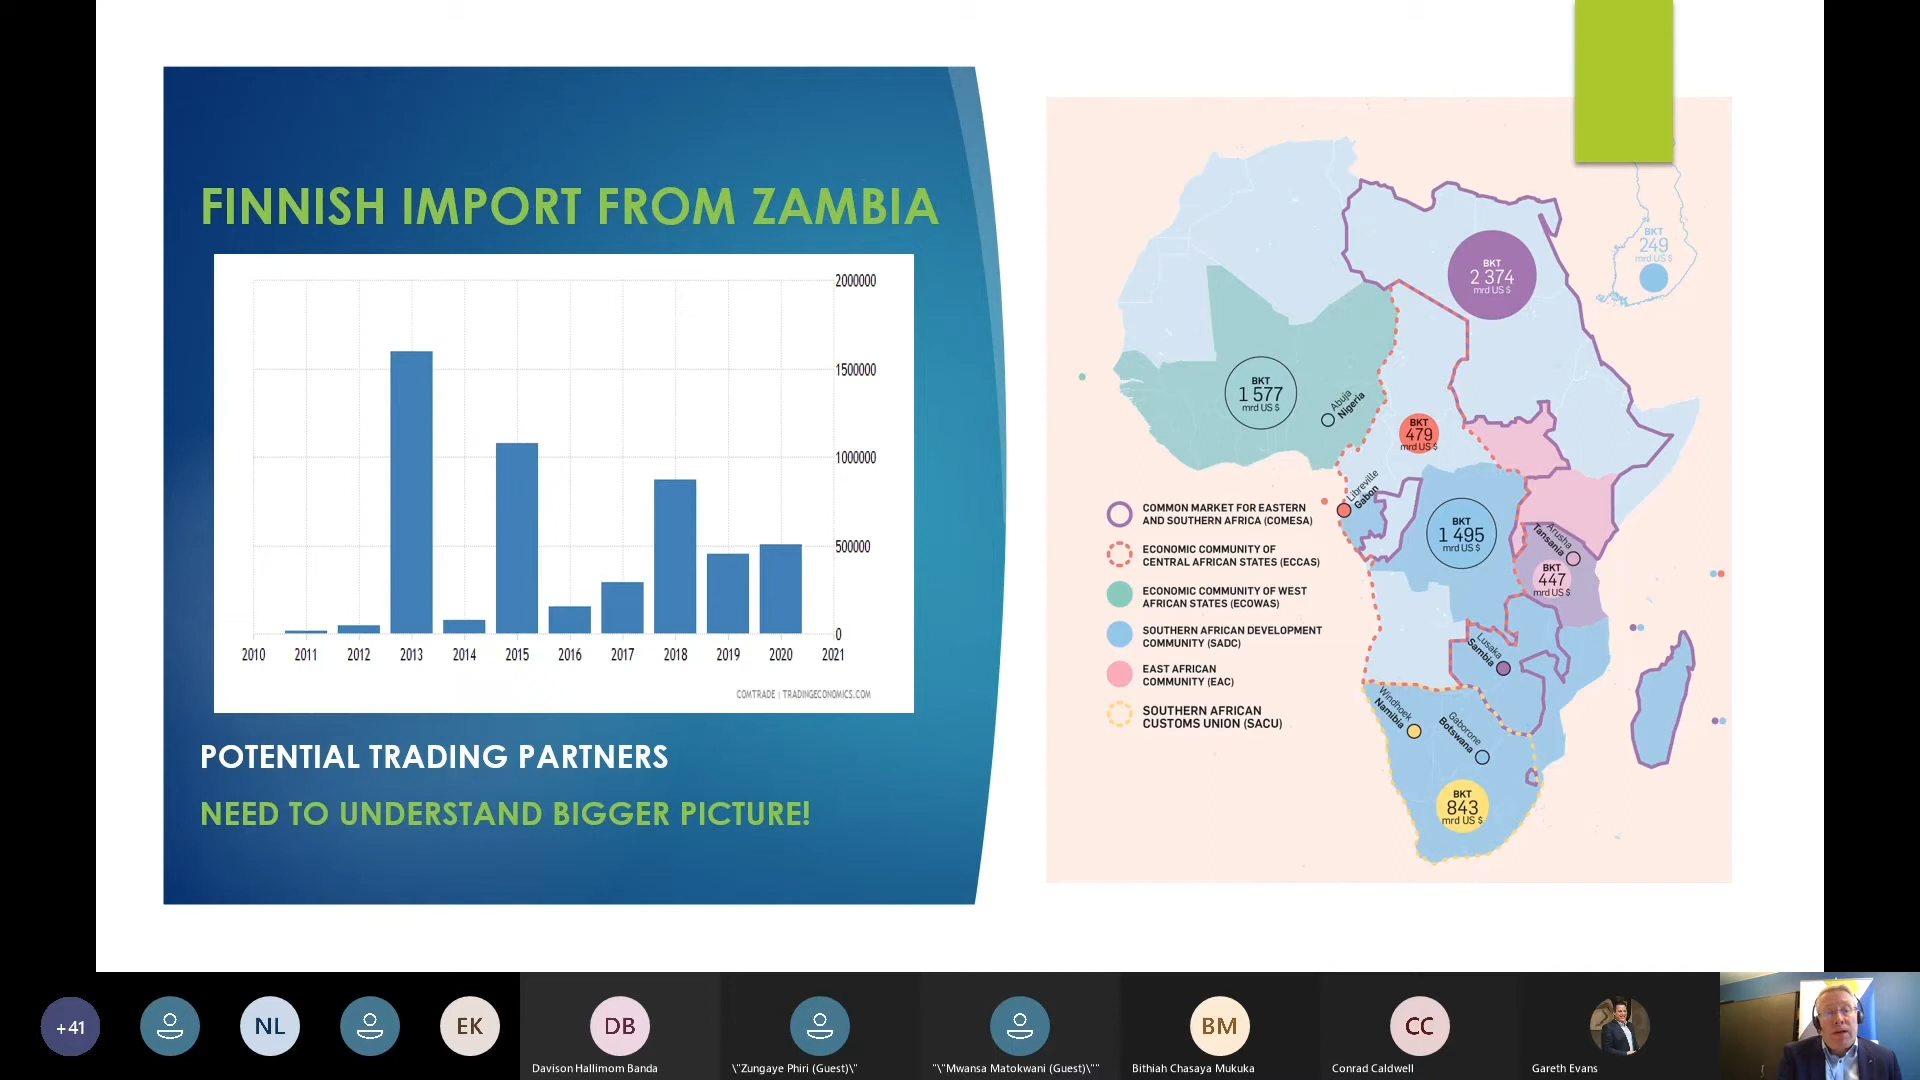 FINNISH IMPORT FROM ZAMBIA
2000000
1500000
1000000
500000
0
2010 2011 2012 2013 2014 2015 2016 2017 2018 2019 2020 2021
COMTRADE | TRADINGECONOMICS.COM
POTENTIAL TRADING PARTNERS
NEED TO UNDERSTAND BIGGER PICTURE!
BKT
249
mrd US $
BKT
2 374
mrd US $
BKT
1 577
mrd US $
Abuja
Nigeria
BKT
479
mrd US $
Libreville
Gabon
BKT
1 495
mrd US $
Arusha
Tansania
BKT
447
mrd US $
Lusaka
Sambia
Windhoek
Namibia
Gaborone
Botswana
BKT
843
mrd US $
COMMON MARKET FOR EASTERN
AND SOUTHERN AFRICA (COMESA)
ECONOMIC COMMUNITY OF
CENTRAL AFRICAN STATES (ECCAS)
ECONOMIC COMMUNITY OF WEST
AFRICAN STATES (ECOWAS)
SOUTHERN AFRICAN DEVELOPMENT
COMMUNITY (SADC)
EAST AFRICAN
COMMUNITY (EAC)
SOUTHERN AFRICAN
CUSTOMS UNION (SACU)
+41
NL
EK
DB
BM
CC
Davison Hallimom Banda
\"Zungaye Phiri (Guest)\"
"\"Mwansa Matokwani (Guest)\""
Bithiah Chasaya Mukuka
Conrad Caldwell
Gareth Evans